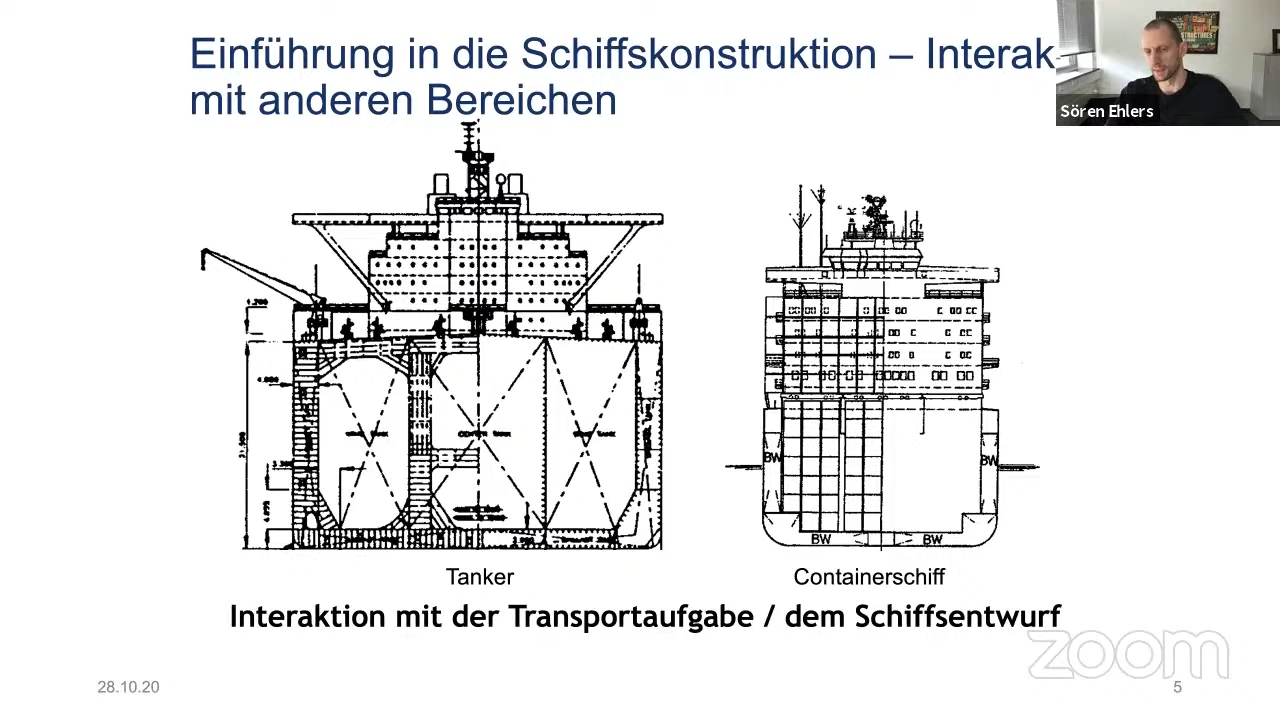 Einführung in die Schiffskonstruktion – Interak
mit anderen Bereichen
Sören Ehlers
STRUCTURES
BW
BW
BW
BW
Tanker
Containerschiff
Interaktion mit der Transportaufgabe / dem Schiffsentwurf
zoom
28.10.20
5